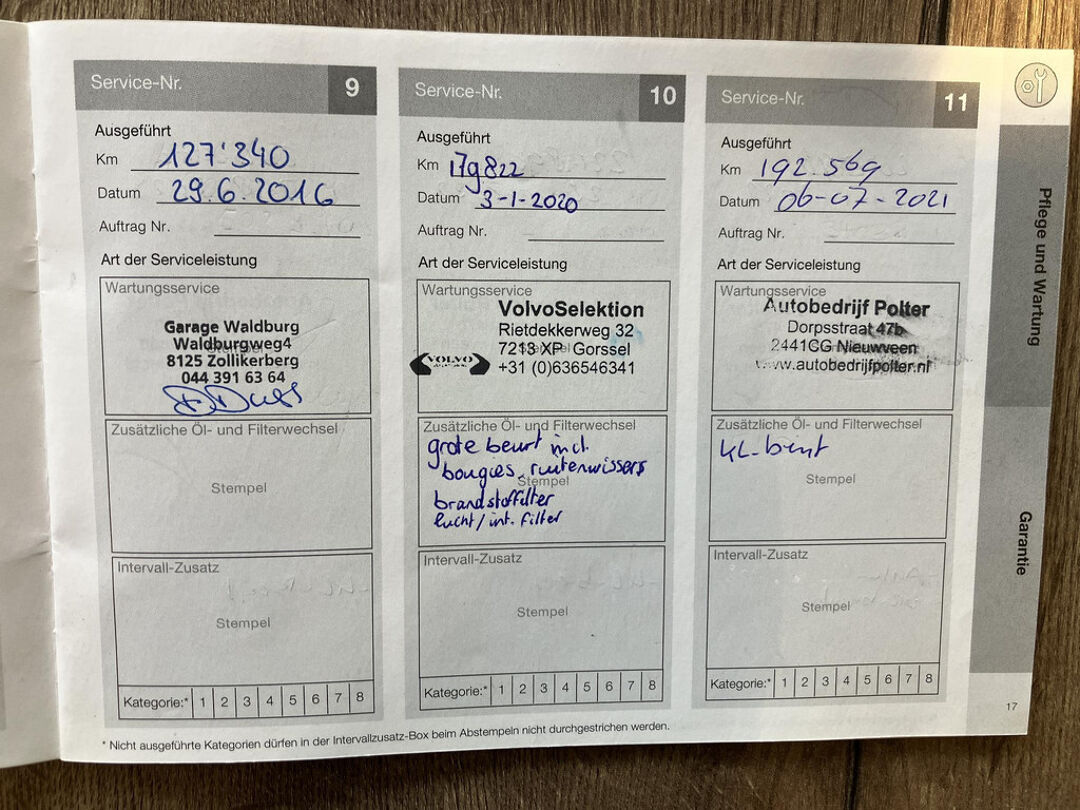 Service-Nr. 9
Ausgeführt
Km 127'340
Datum 29.6.2016
Auftrag Nr.
Art der Serviceleistung
Wartungsservice
Garage Waldburg
Waldburgweg4
8125 Zollikerberg
044 391 63 64
Zusätzliche Öl- und Filterwechsel
Stempel
Intervall-Zusatz
Stempel
Kategorie:* 1 2 3 4 5 6 7 8
Service-Nr. 10
Ausgeführt
Km 179822
Datum 3-1-2020
Auftrag Nr.
Art der Serviceleistung
Wartungsservice
VolvoSelektion
Rietdekkerweg 32
7213 XP Gorssel
VOLVO
+31 (0)636546341
Zusätzliche Öl- und Filterwechsel
grote beurt incl.
bougies, ruitenwissers
Stempel
brandstoffilter
lucht/int. filter
Intervall-Zusatz
Stempel
Kategorie:* 1 2 3 4 5 6 7 8
Service-Nr. 11
Ausgeführt
Km 192.569
Datum 06-07-2021
Auftrag Nr.
Art der Serviceleistung
Wartungsservice
Autobedrijf Polter
Dorpsstraat 47b
2441CG Nieuwveen
www.autobedrijfpolter.nl
Zusätzliche Öl- und Filterwechsel
kl. beurt
Stempel
Intervall-Zusatz
Stempel
Kategorie:* 1 2 3 4 5 6 7 8
* Nicht ausgeführte Kategorien dürfen in der Intervallzusatz-Box beim Abstempeln nicht durchgestrichen werden.
Pflege und Wartung
Garantie
17